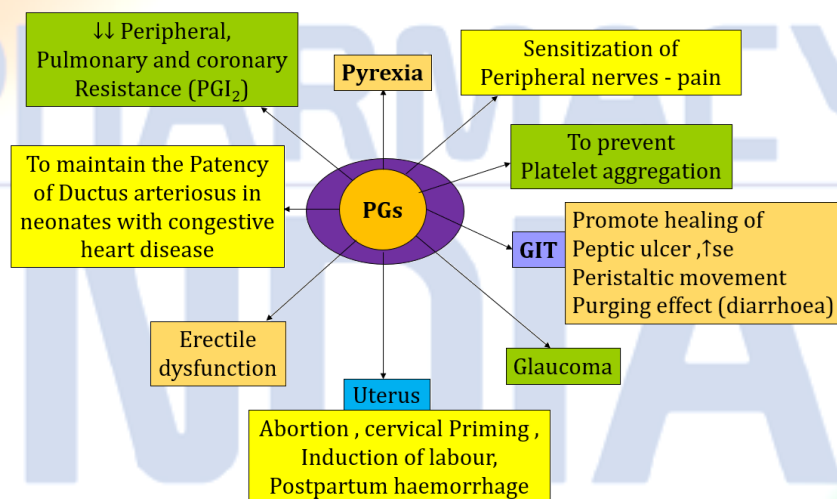 ↓↓ Peripheral,
Pulmonary and coronary
Resistance (PGI₂)
Pyrexia
Sensitization of
Peripheral nerves - pain
To prevent
Platelet aggregation
To maintain the Patency
of Ductus arteriosus in
neonates with congestive
heart disease
PGs
GIT
Promote healing of
Peptic ulcer ,↑se
Peristaltic movement
Purging effect (diarrhoea)
Erectile
dysfunction
Glaucoma
Uterus
Abortion , cervical Priming ,
Induction of labour,
Postpartum haemorrhage